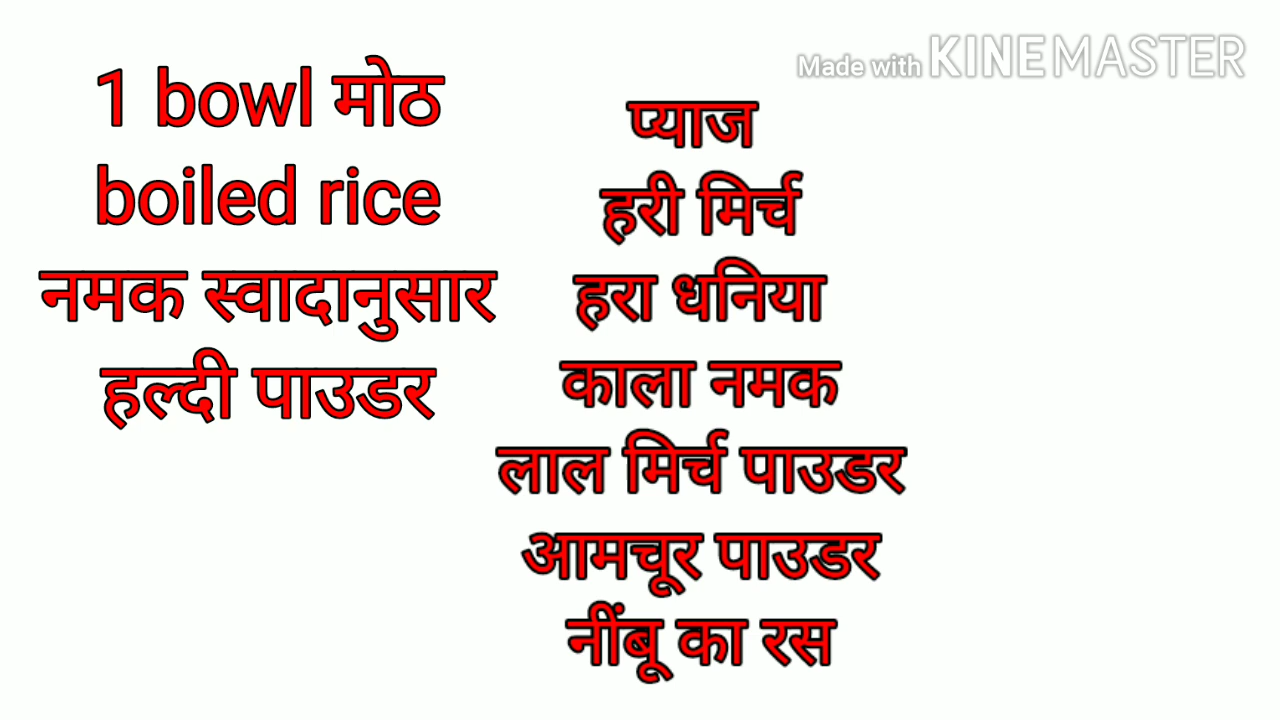 Made with KINEMASTER
1 bowl मोठ
boiled rice
नमक स्वादानुसार
हल्दी पाउडर
प्याज
हरी मिर्च
हरा धनिया
काला नमक
लाल मिर्च पाउडर
आमचूर पाउडर
नींबू का रस